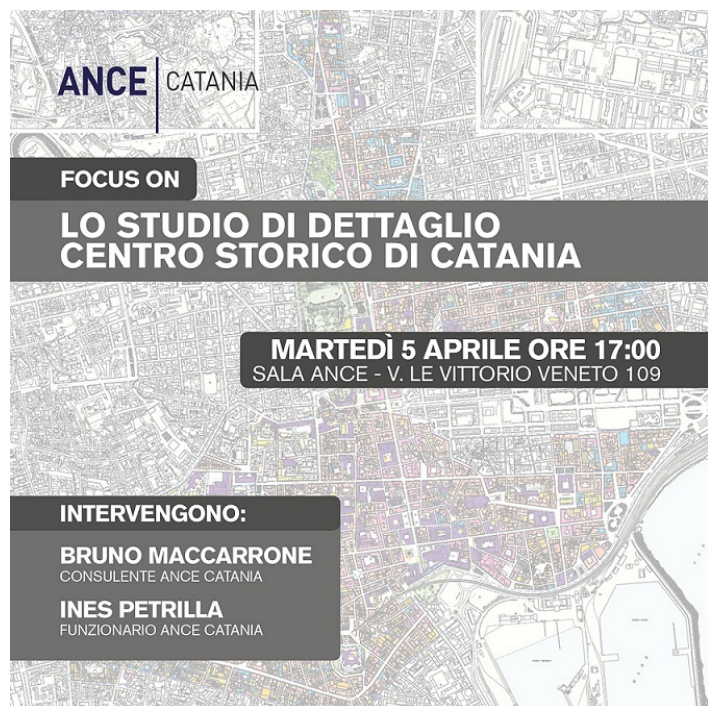 ANCE CATANIA
FOCUS ON
LO STUDIO DI DETTAGLIO
CENTRO STORICO DI CATANIA
MARTEDÌ 5 APRILE ORE 17:00
SALA ANCE - V. LE VITTORIO VENETO 109
INTERVENGONO:
BRUNO MACCARRONE
CONSULENTE ANCE CATANIA
INES PETRILLA
FUNZIONARIO ANCE CATANIA